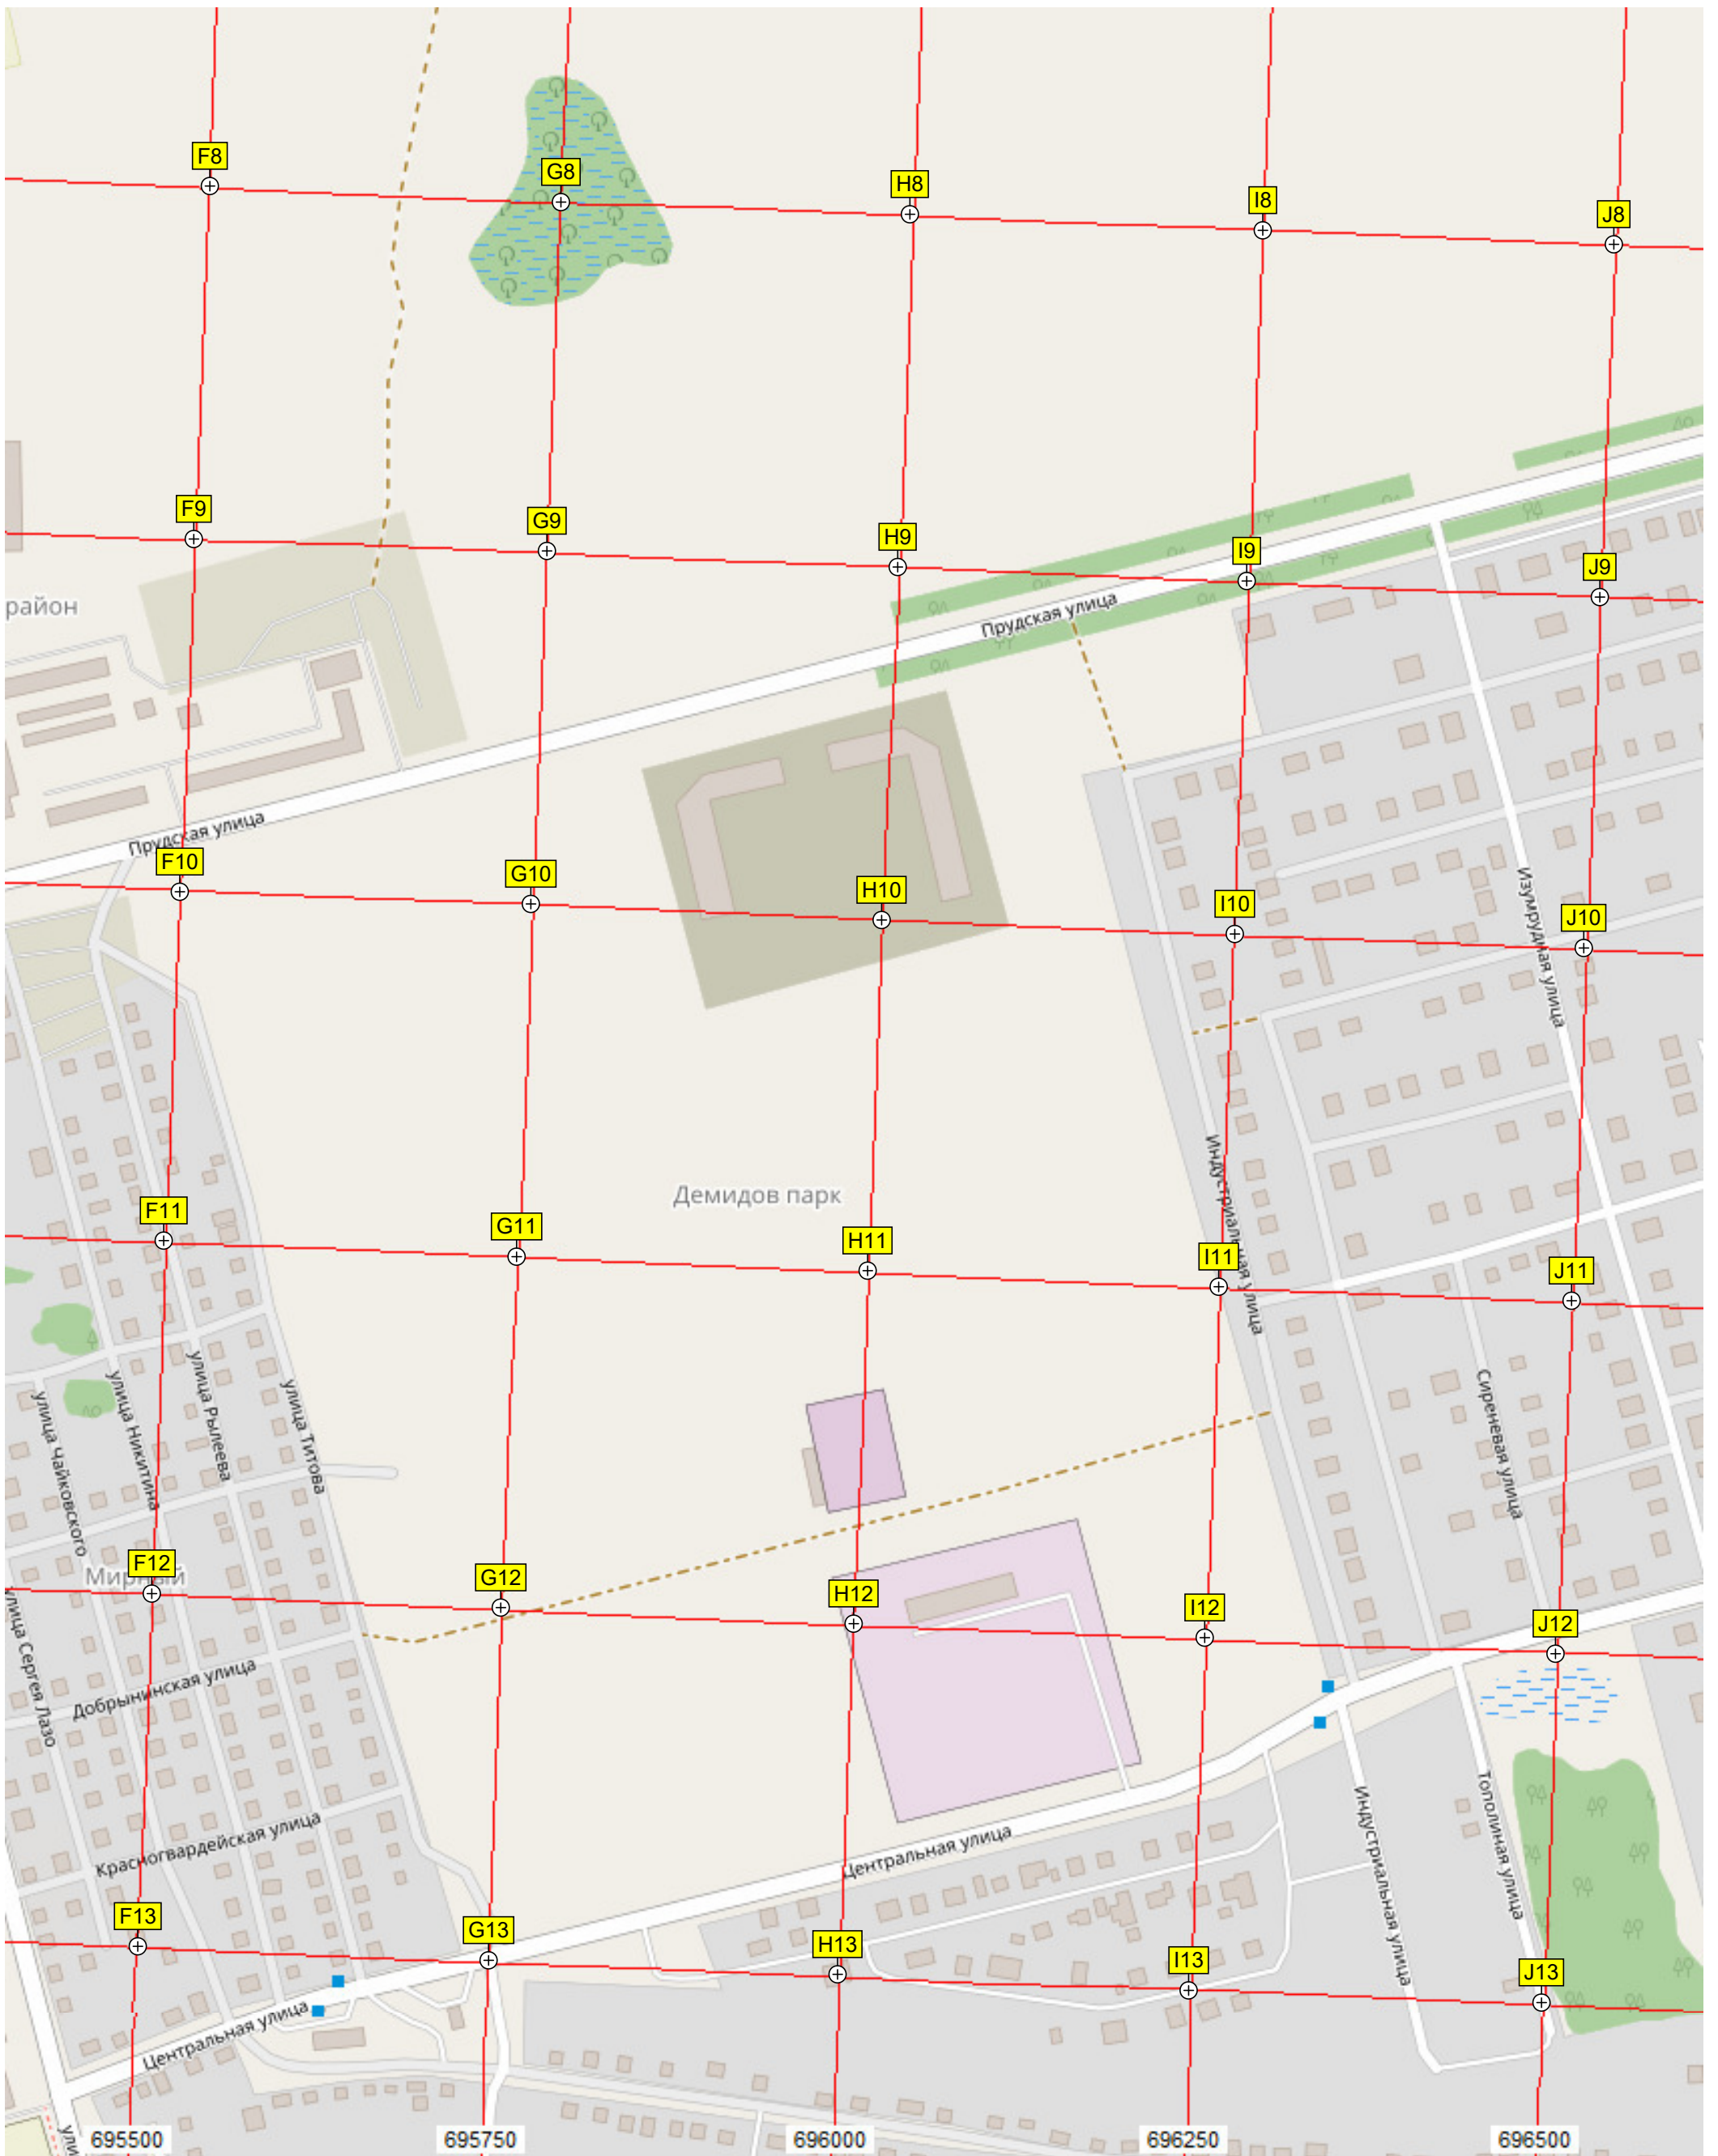 F8
G8
H8
I8
J8
F9
G9
H9
I9
J9
район
Прудская улица
Прудская улица
F10
G10
H10
I10
J10
Изумрудная улица
Индустриальная улица
Демидов парк
F11
G11
H11
I11
J11
улица Чайковского
улица Никитина
улица Рылеева
улица Титова
Сиреневая улица
Мирный
F12
G12
H12
I12
J12
улица Сергея Лазо
Добрынинская улица
Красногвардейская улица
Центральная улица
Индустриальная улица
Тополиная улица
F13
G13
H13
I13
J13
Центральная улица
ули
695500
695750
696000
696250
696500